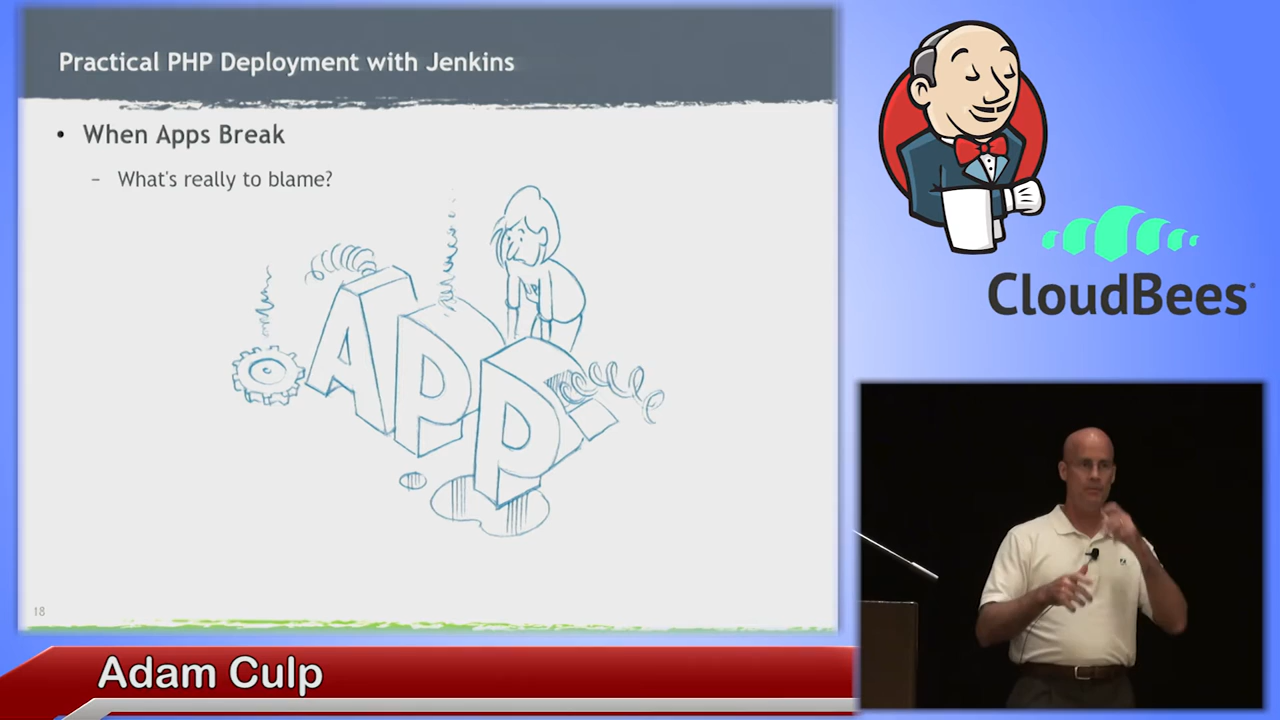 Practical PHP Deployment with Jenkins
• When Apps Break
– What's really to blame?
APP
18
CloudBees
Adam Culp